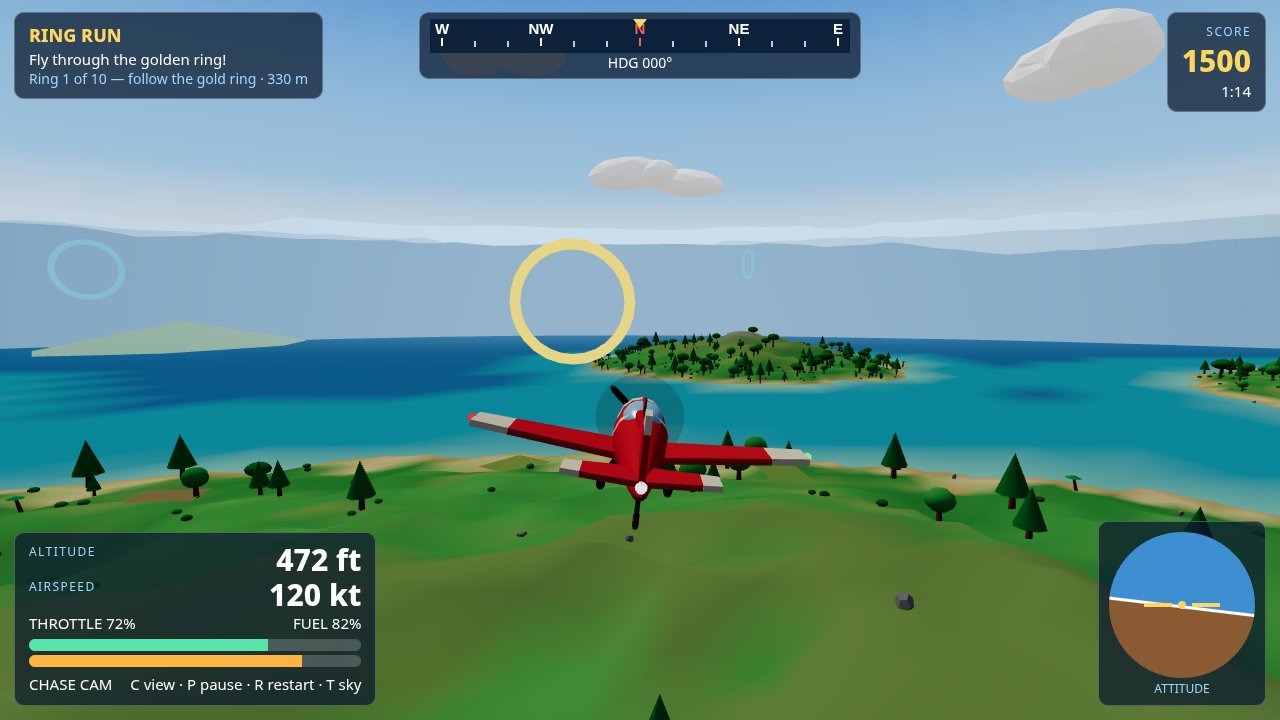 RING RUN
Fly through the golden ring!
Ring 1 of 10 — follow the gold ring · 330 m
W NW N NE E
HDG 000°
SCORE
1500
1:14
ALTITUDE 472 ft
AIRSPEED 120 kt
THROTTLE 72% FUEL 82%
CHASE CAM C view · P pause · R restart · T sky
ATTITUDE